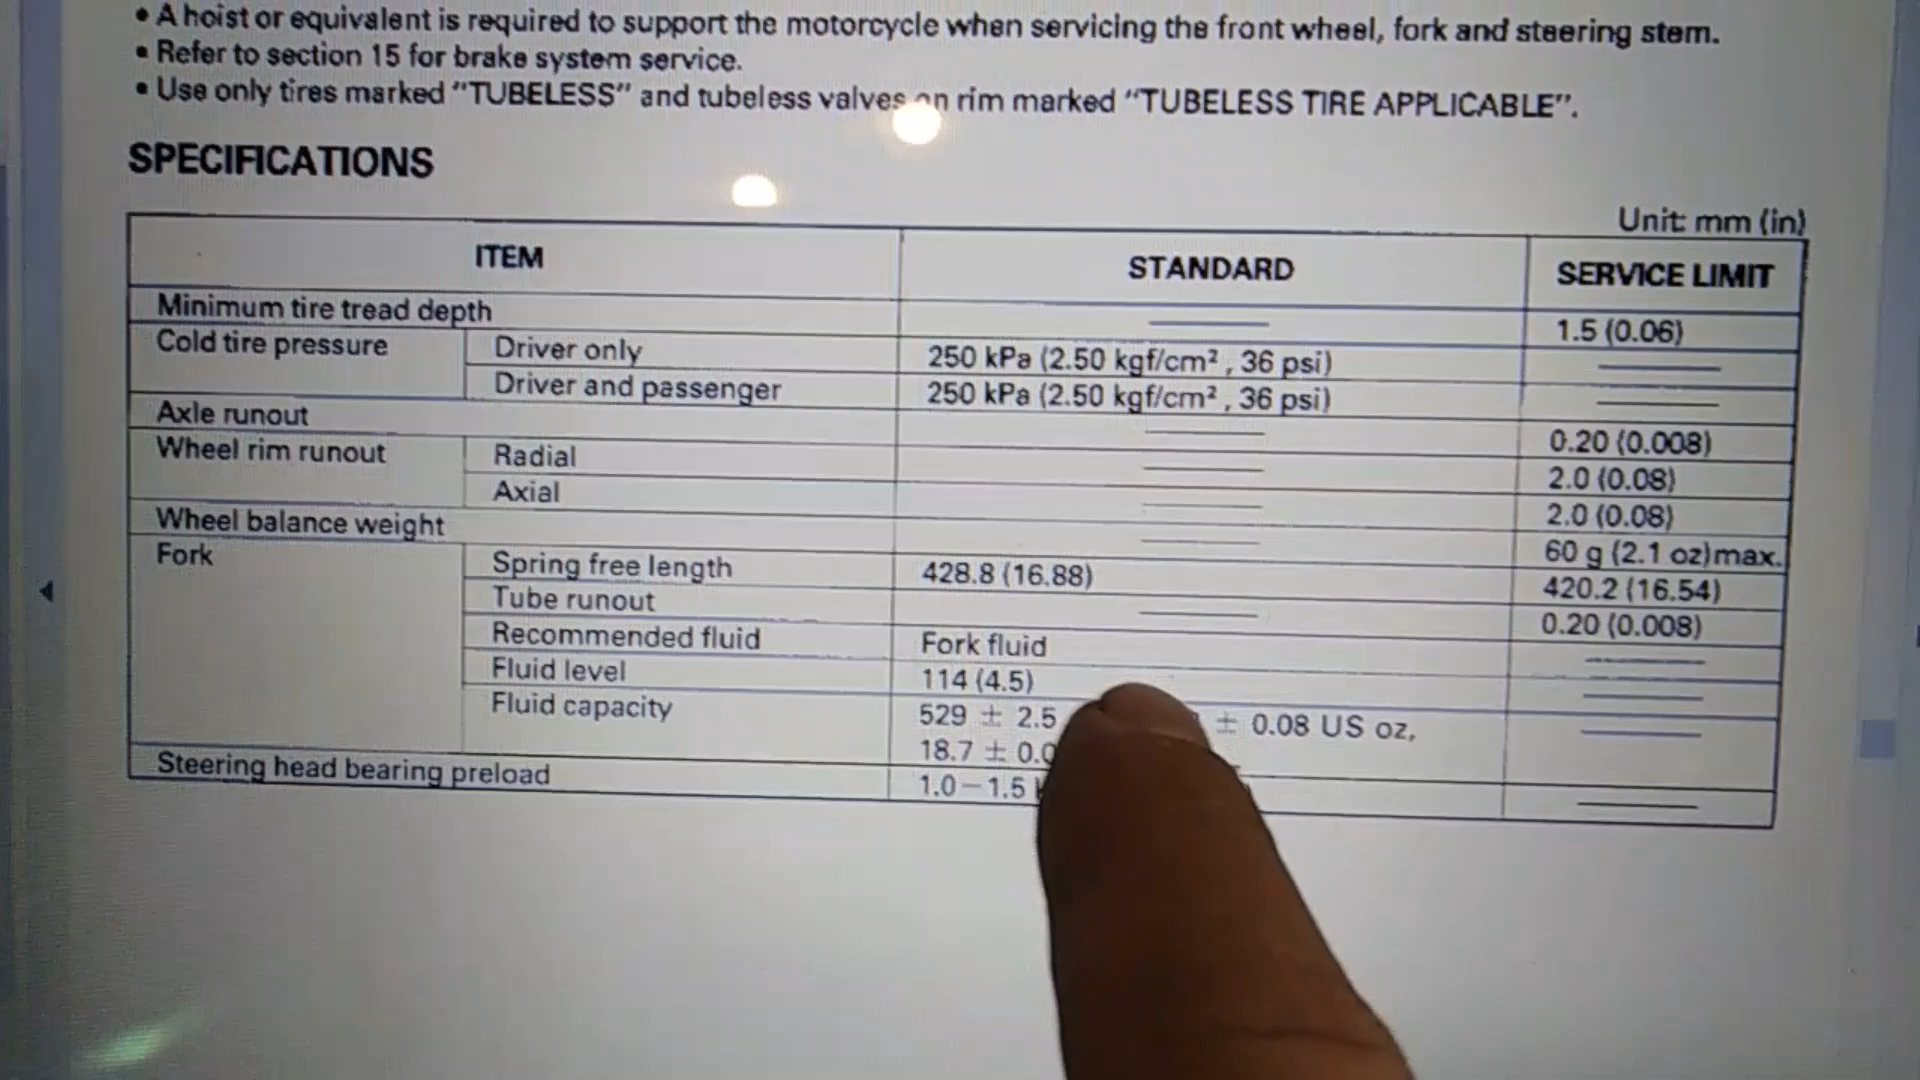 • A hoist or equivalent is required to support the motorcycle when servicing the front wheel, fork and steering stem.
• Refer to section 15 for brake system service.
• Use only tires marked "TUBELESS" and tubeless valves on rim marked "TUBELESS TIRE APPLICABLE".
SPECIFICATIONS
Unit: mm (in)
ITEM STANDARD SERVICE LIMIT
Minimum tire tread depth 1.5 (0.06)
Cold tire pressure Driver only 250 kPa (2.50 kgf/cm², 36 psi)
Driver and passenger 250 kPa (2.50 kgf/cm², 36 psi)
Axle runout 0.20 (0.008)
Wheel rim runout Radial 2.0 (0.08)
Axial 2.0 (0.08)
Wheel balance weight 60 g (2.1 oz) max.
Fork Spring free length 428.8 (16.88) 420.2 (16.54)
Tube runout 0.20 (0.008)
Recommended fluid Fork fluid
Fluid level 114 (4.5)
Fluid capacity 529 ± 2.5 ± 0.08 US oz,
18.7 ± 0.0
Steering head bearing preload 1.0–1.5